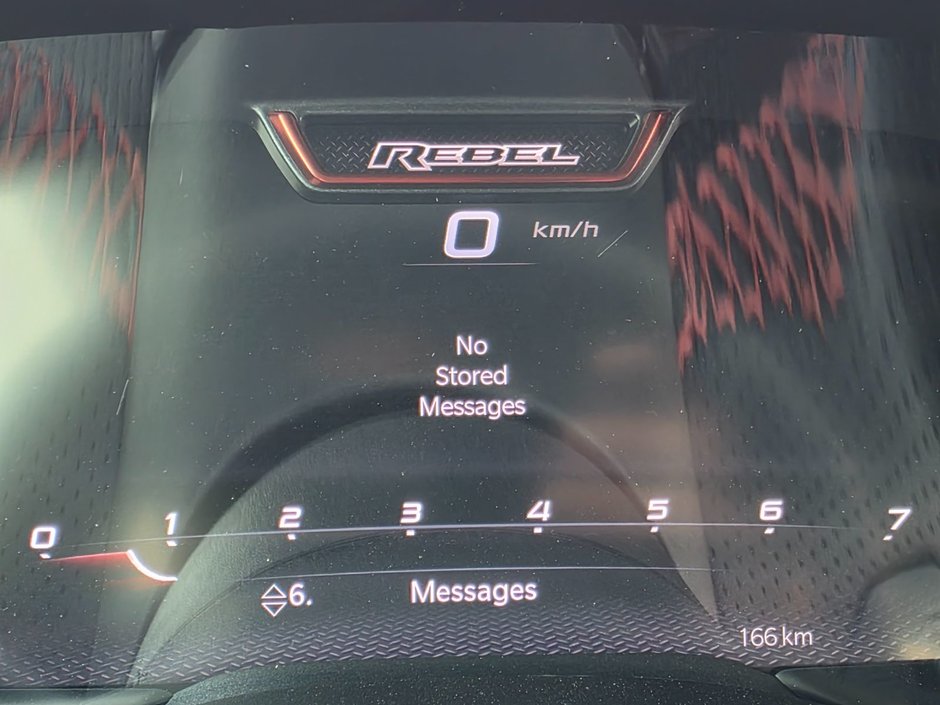 REBEL
0 km/h
No
Stored
Messages
0 1 2 3 4 5 6 7
6. Messages
166 km